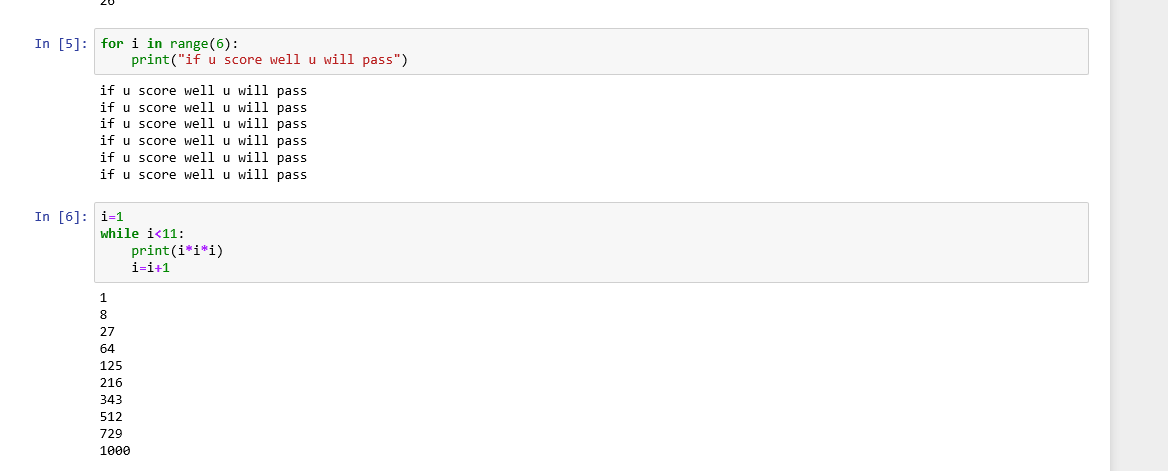 26
In [5]: for i in range(6):
    print("if u score well u will pass")
if u score well u will pass
if u score well u will pass
if u score well u will pass
if u score well u will pass
if u score well u will pass
if u score well u will pass
In [6]: i=1
while i<11:
    print(i*i*i)
    i=i+1
1
8
27
64
125
216
343
512
729
1000